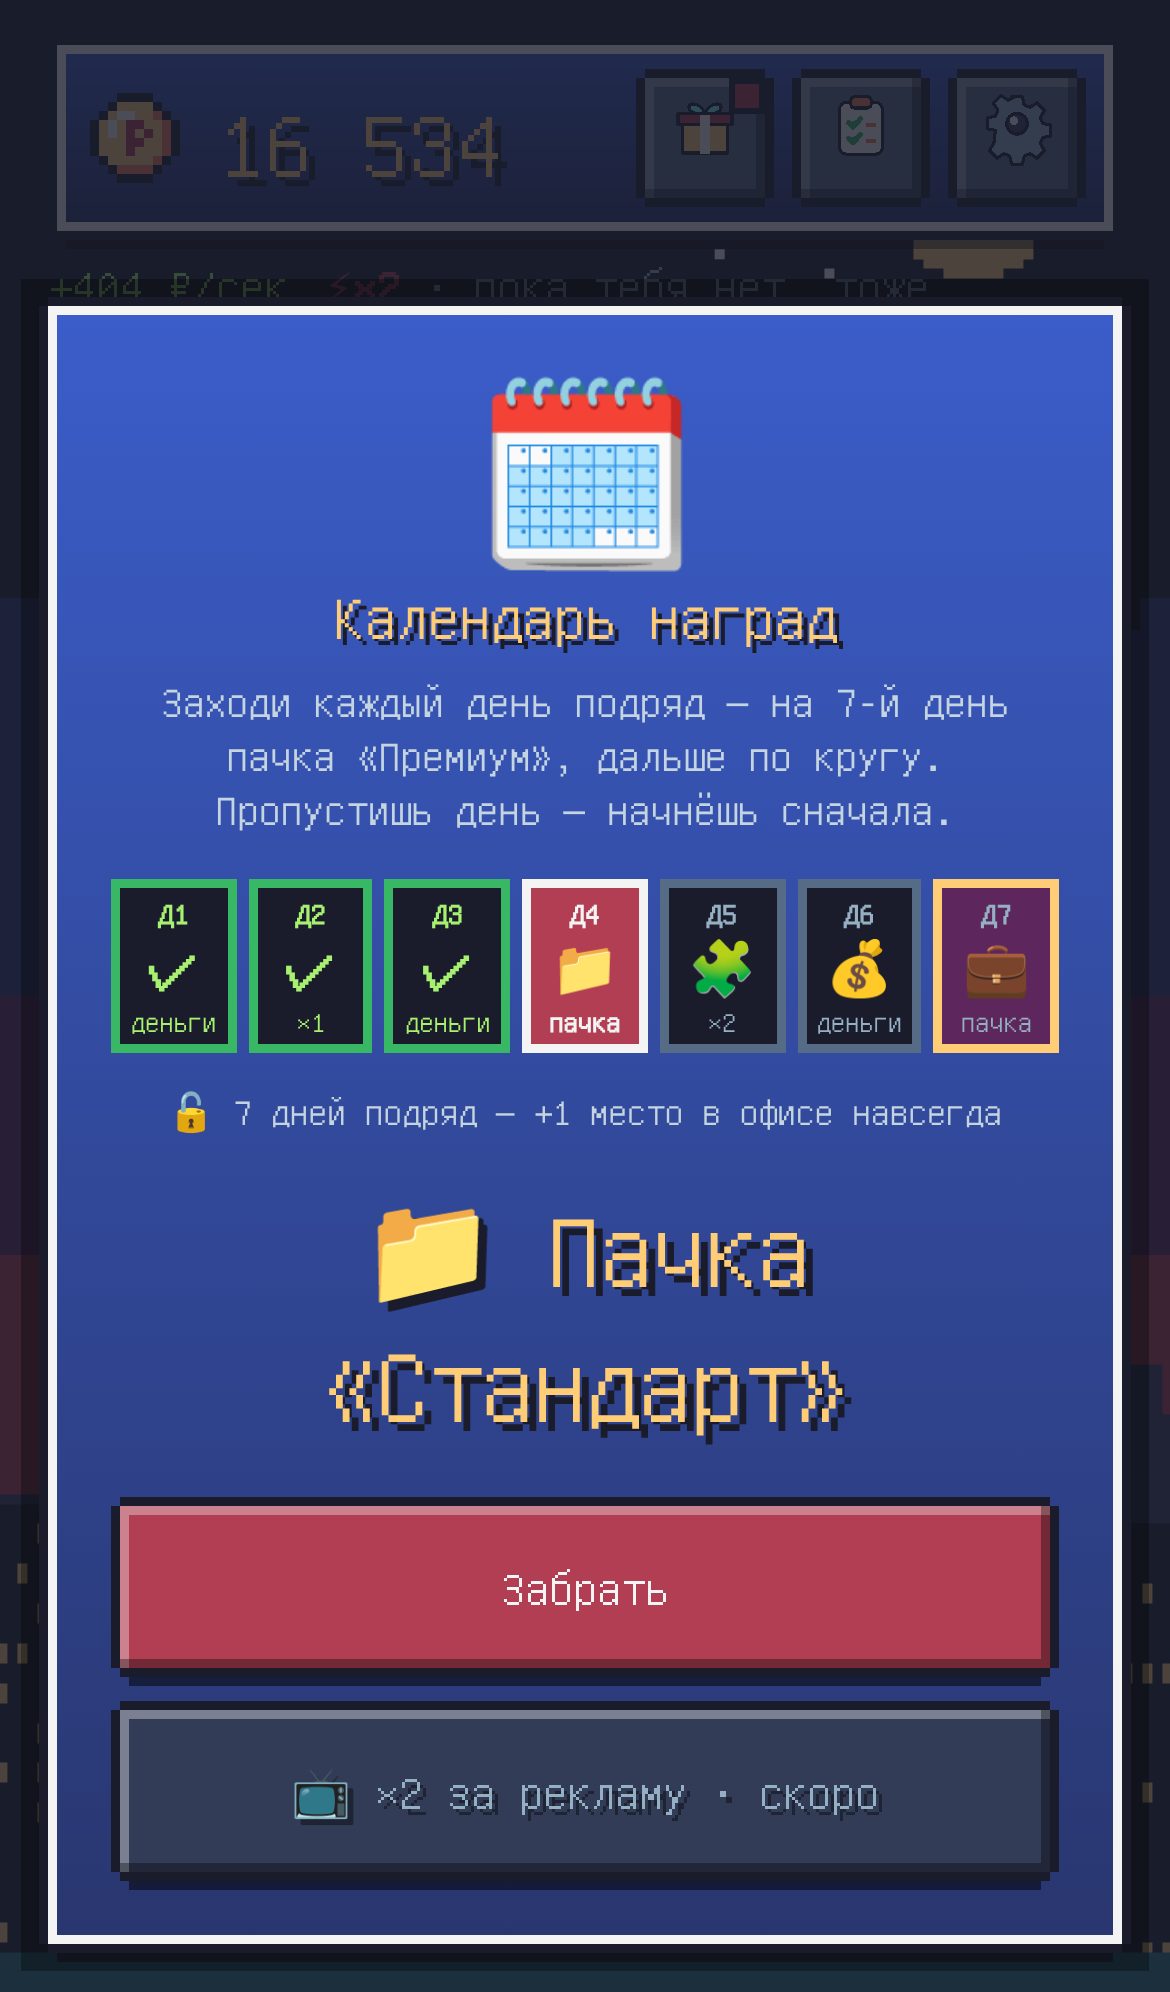 16 534
+404 ₽/сек ⚡x2 · пока тебя нет тоже
Календарь наград
Заходи каждый день подряд — на 7-й день
пачка «Премиум», дальше по кругу.
Пропустишь день — начнёшь сначала.
Д1 Д2 Д3 Д4 Д5 Д6 Д7
деньги ×1 деньги пачка ×2 деньги пачка
7 дней подряд — +1 место в офисе навсегда
Пачка
«Стандарт»
Забрать
×2 за рекламу · скоро